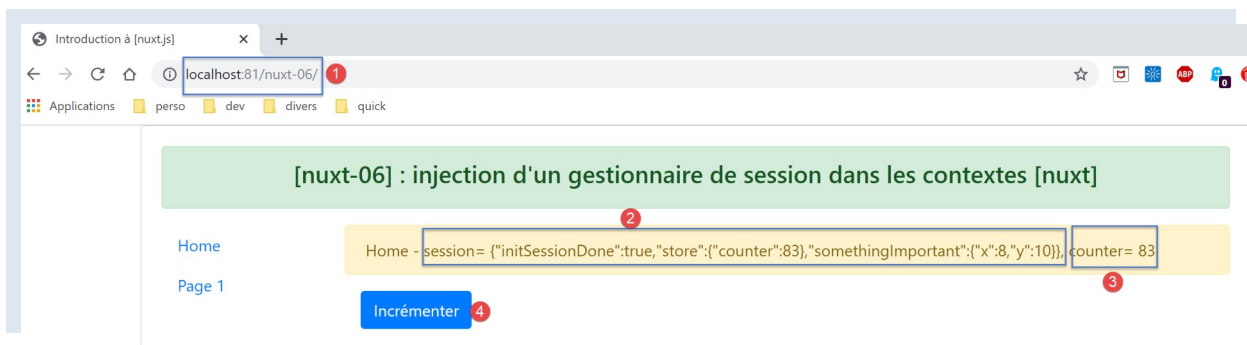 Introduction à [nuxt.js]
localhost:81/nuxt-06/ 1
ABP 0
Applications perso dev divers quick
[nuxt-06] : injection d'un gestionnaire de session dans les contextes [nuxt]
2
Home
Home - session= {"initSessionDone":true,"store":{"counter":83},"somethingImportant":{"x":8,"y":10}}, counter= 83
3
Page 1
Incrémenter 4